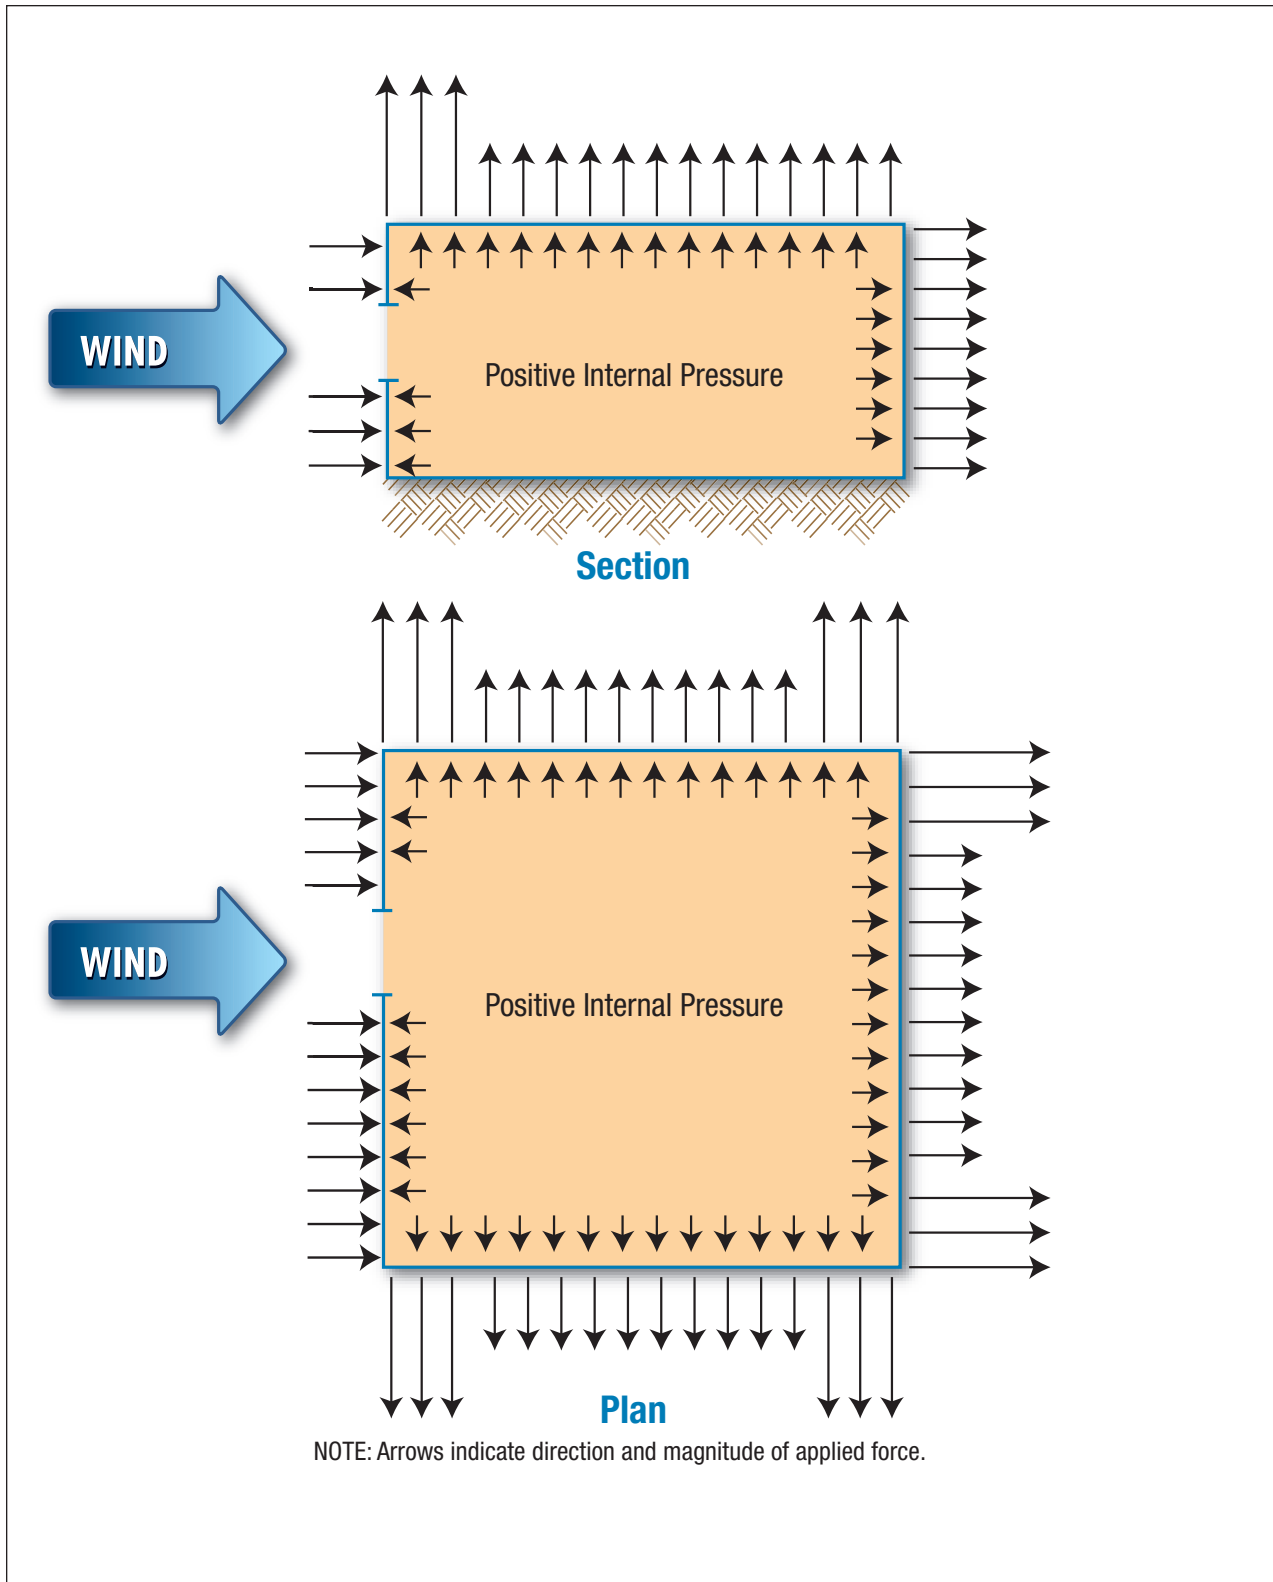 WIND
Positive Internal Pressure
Section
WIND
Positive Internal Pressure
Plan
NOTE: Arrows indicate direction and magnitude of applied force.